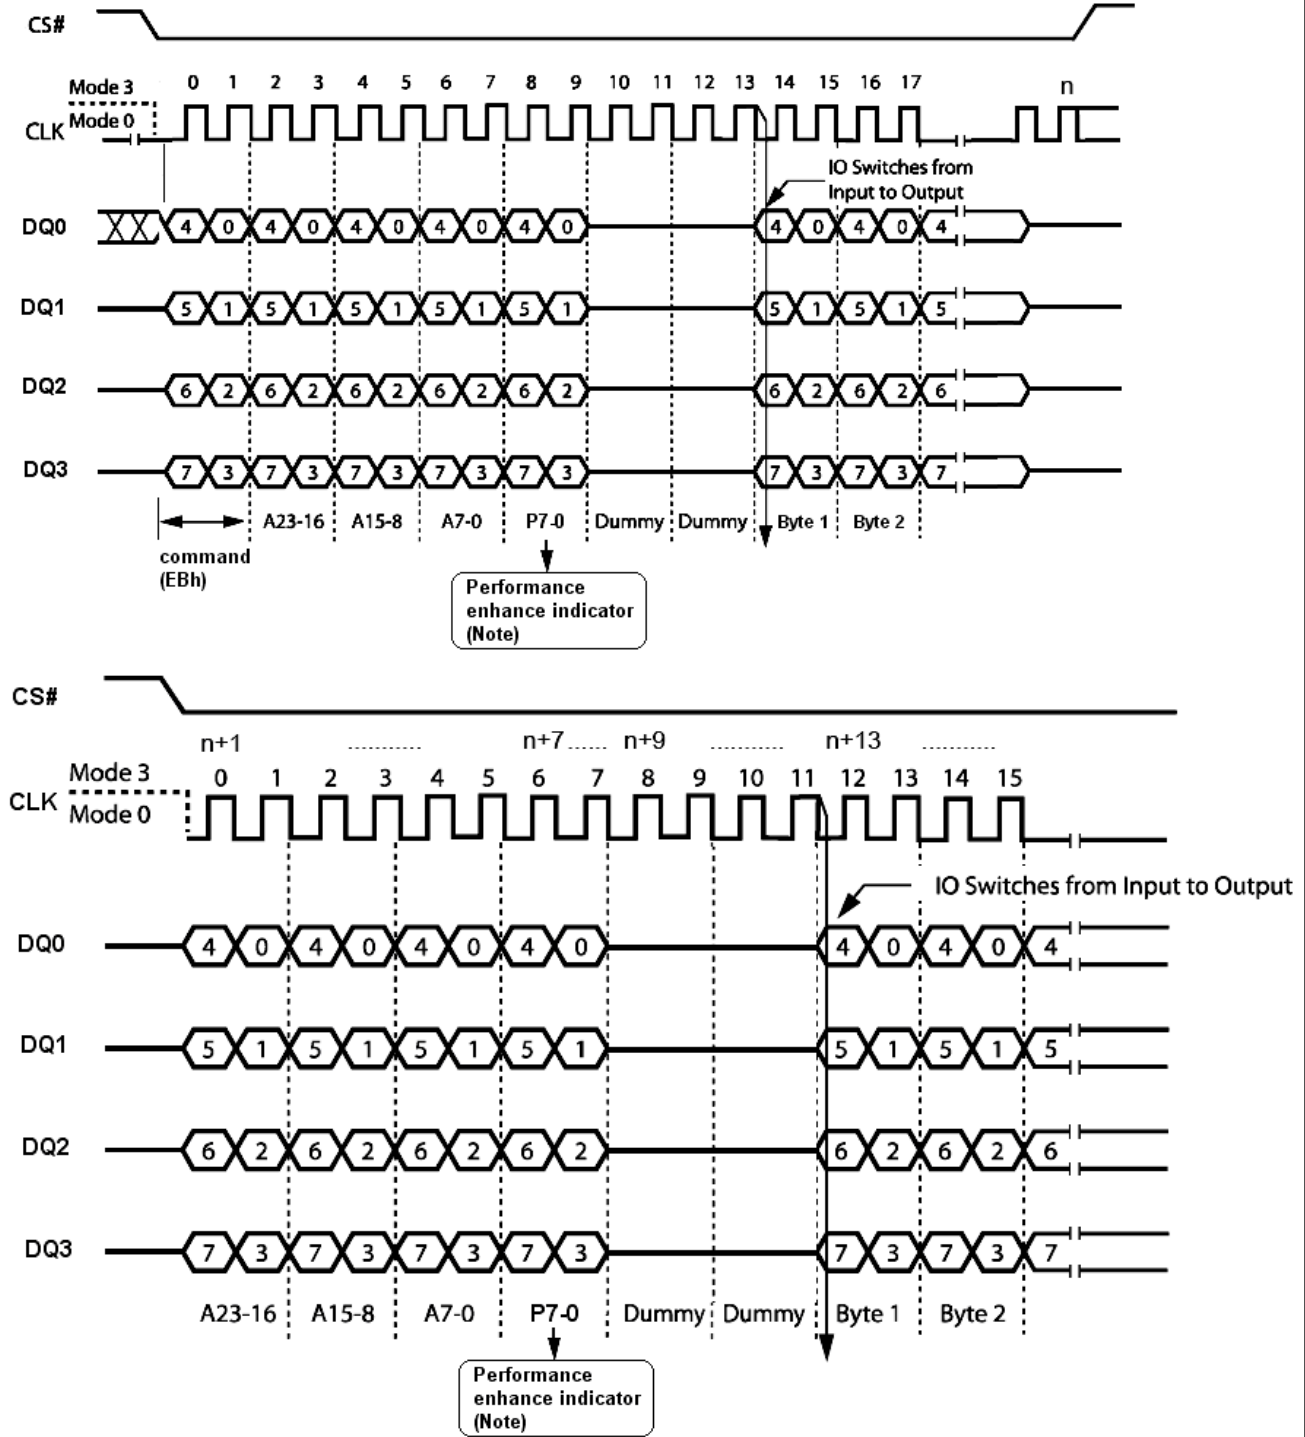 CS#
0 1 2 3 4 5 6 7 8 9 10 11 12 13 14 15 16 17 n
Mode 3
Mode 0
CLK
IO Switches from
Input to Output
DQ0 4 0 4 0 4 0 4 0 4 0 4 0 4 0 4
DQ1 5 1 5 1 5 1 5 1 5 1 5 1 5 1 5
DQ2 6 2 6 2 6 2 6 2 6 2 6 2 6 2 6
DQ3 7 3 7 3 7 3 7 3 7 3 7 3 7 3 7
A23-16 A15-8 A7-0 P7-0 Dummy Dummy Byte 1 Byte 2
command
(EBh)
Performance
enhance indicator
(Note)
CS#
n+1 ........... n+7 ...... n+9 ........... n+13 ...........
0 1 2 3 4 5 6 7 8 9 10 11 12 13 14 15
Mode 3
CLK
Mode 0
IO Switches from Input to Output
DQ0 4 0 4 0 4 0 4 0 4 0 4 0 4
DQ1 5 1 5 1 5 1 5 1 5 1 5 1 5
DQ2 6 2 6 2 6 2 6 2 6 2 6 2 6
DQ3 7 3 7 3 7 3 7 3 7 3 7 3 7
A23-16 A15-8 A7-0 P7-0 Dummy Dummy Byte 1 Byte 2
Performance
enhance indicator
(Note)